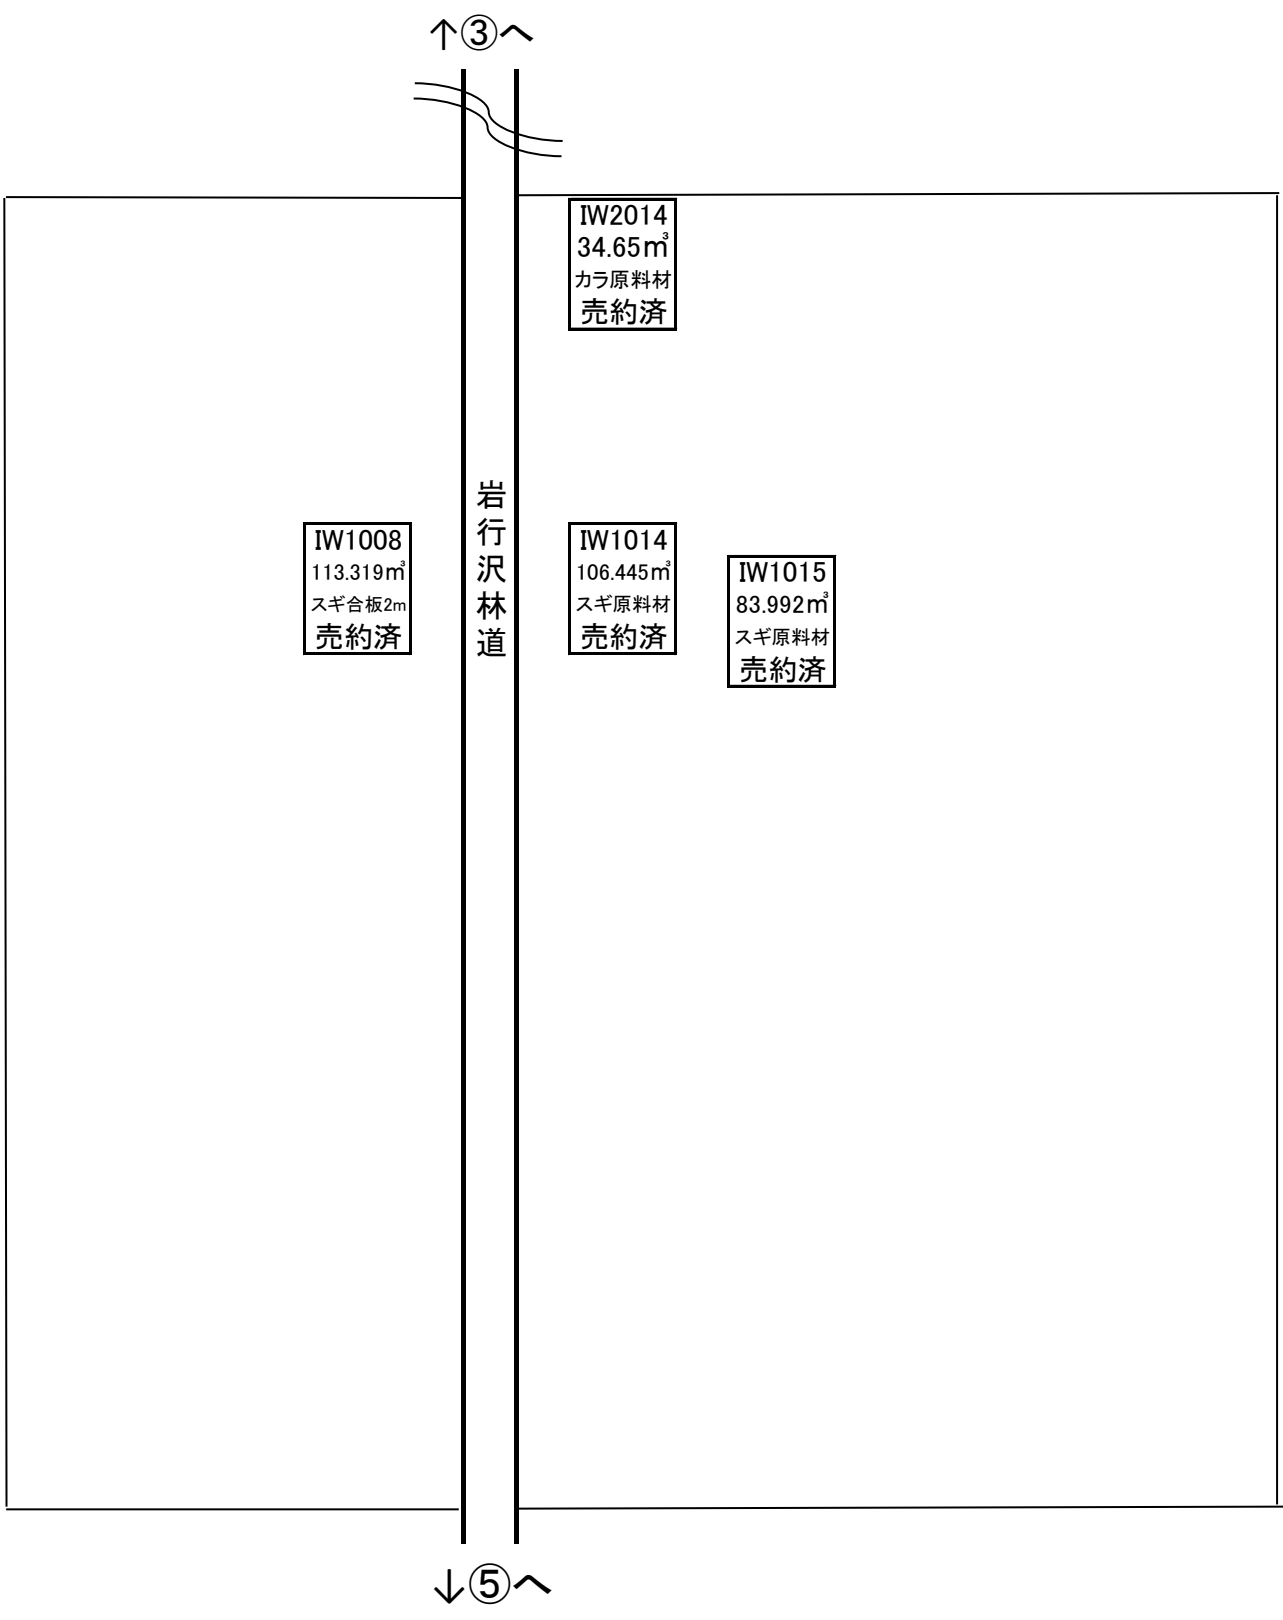 ↑③へ
IW2014
34.65㎥
カラ原料材
売約済
岩行沢林道
IW1008
113.319㎥
スギ合板2m
売約済
IW1014
106.445㎥
スギ原料材
売約済
IW1015
83.992㎥
スギ原料材
売約済
↓⑤へ